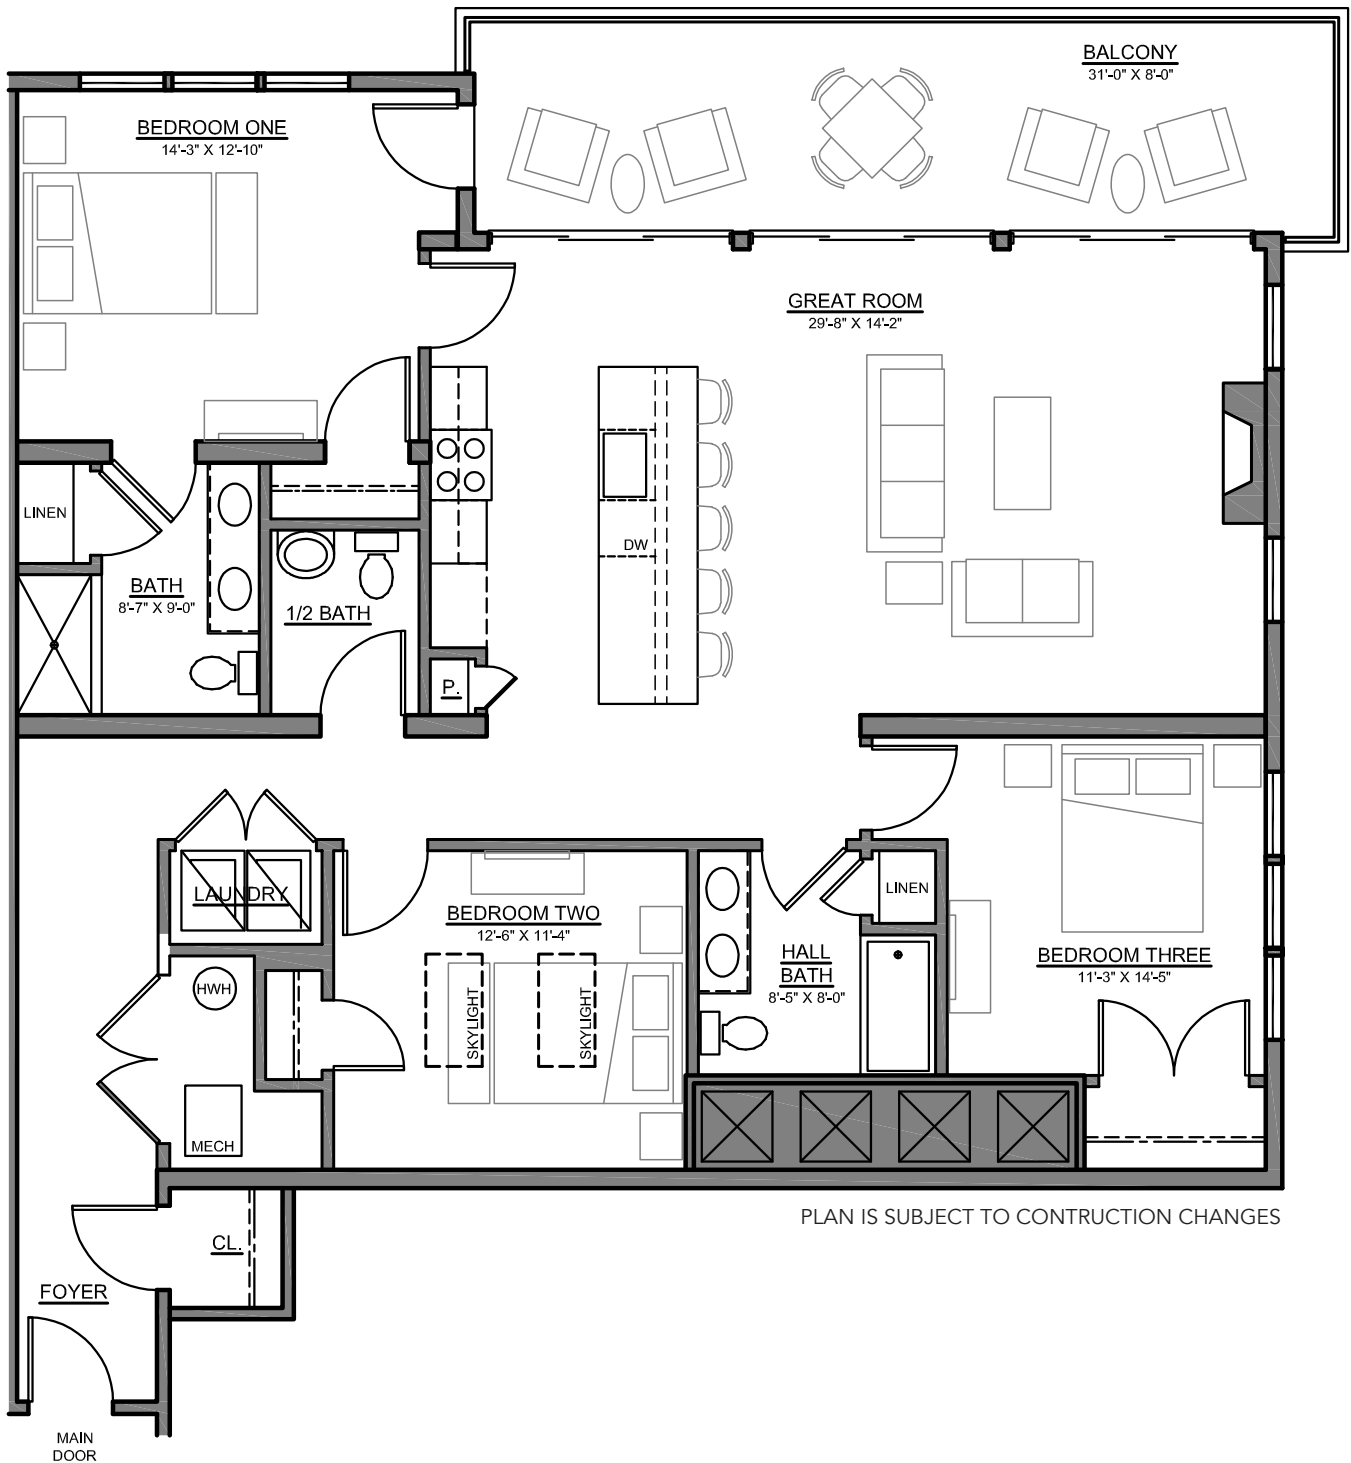 BALCONY
31'-0" X 8'-0"
BEDROOM ONE
14'-3" X 12'-10"
GREAT ROOM
29'-8" X 14'-2"
LINEN
DW
BATH
8'-7" X 9'-0"
1/2 BATH
P.
LAUNDRY
BEDROOM TWO
12'-6" X 11'-4"
LINEN
HALL
BATH
8'-5" X 8'-0"
BEDROOM THREE
11'-3" X 14'-5"
HWH
SKYLIGHT
SKYLIGHT
MECH
PLAN IS SUBJECT TO CONTRUCTION CHANGES
CL.
FOYER
MAIN
DOOR